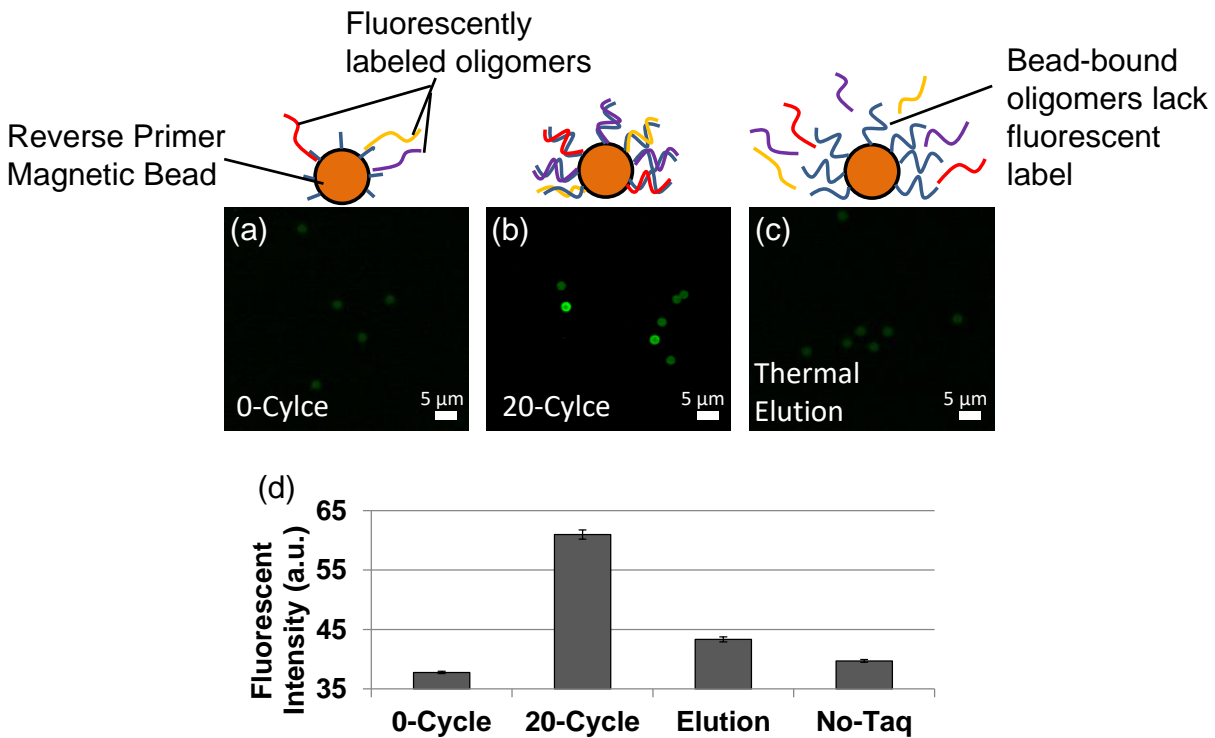 Fluorescently
labeled oligomers
Reverse Primer
Magnetic Bead
Bead-bound
oligomers lack
fluorescent
label
(a)
0-Cylce
5 μm
(b)
20-Cylce
5 μm
(c)
Thermal
Elution
5 μm
(d)
Fluorescent
Intensity (a.u.)
65
55
45
35
0-Cycle
20-Cycle
Elution
No-Taq